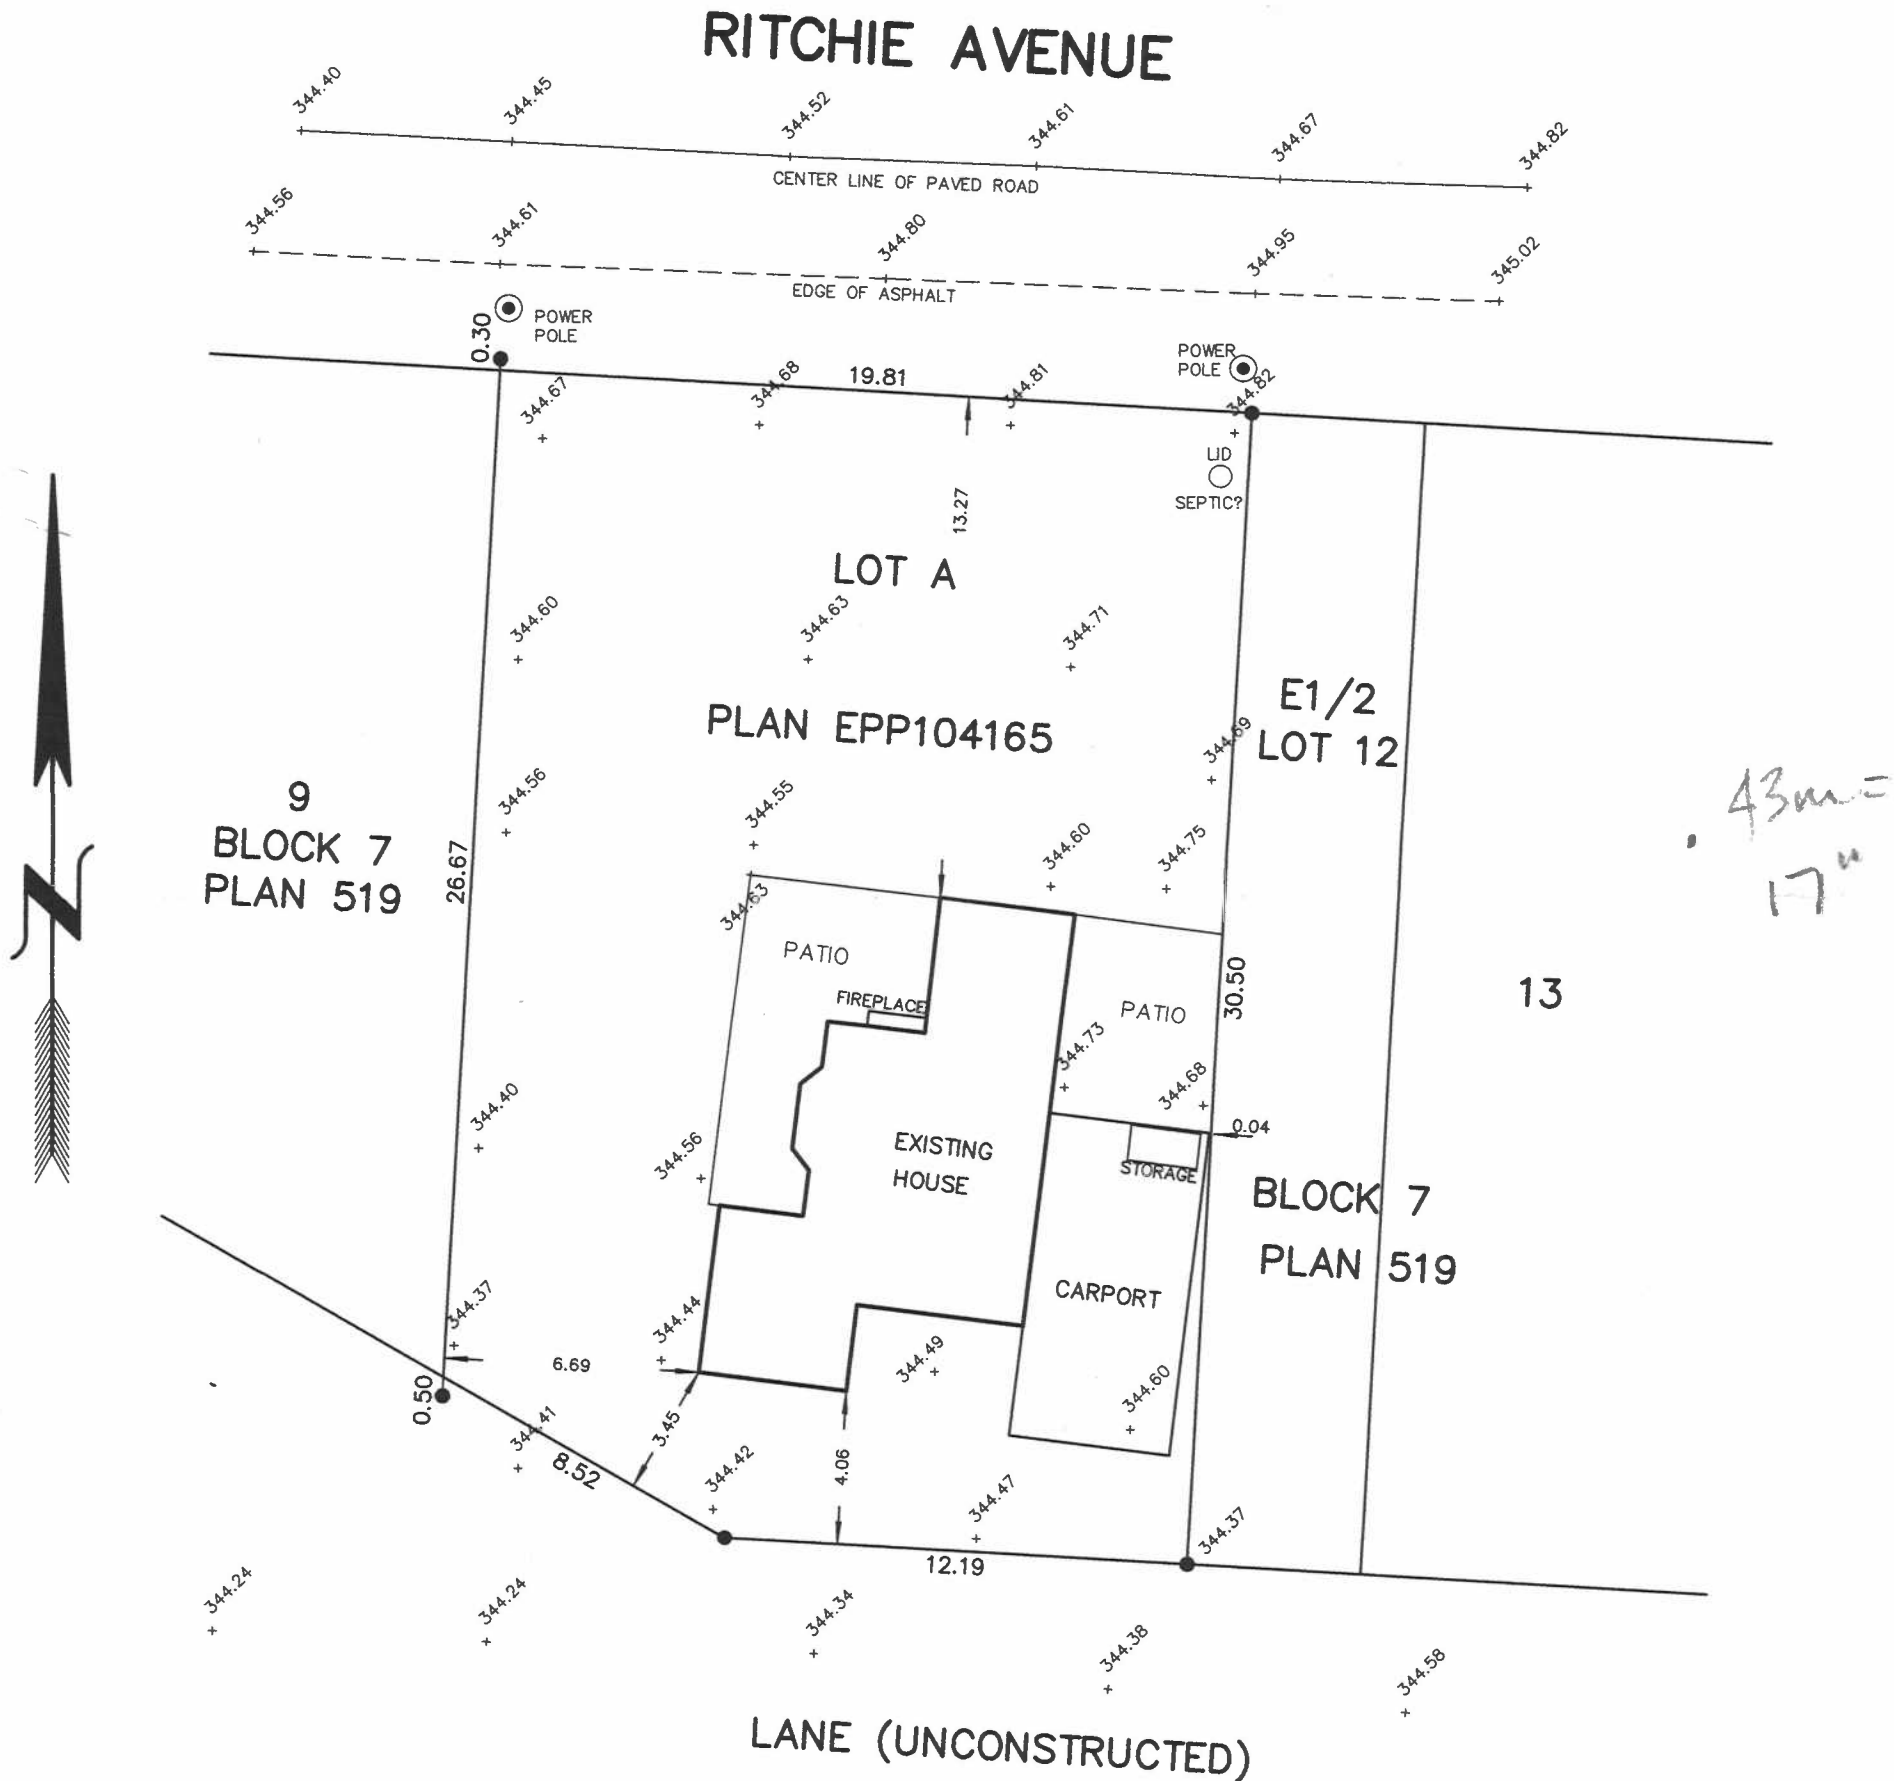 RITCHIE AVENUE
344.40
344.45
344.52
344.61
344.67
344.82
CENTER LINE OF PAVED ROAD
344.56
344.61
344.80
344.95
345.02
EDGE OF ASPHALT
0.30
POWER
POLE
POWER
POLE
19.81
344.67
344.68
344.81
344.82
LID
SEPTIC?
13.27
LOT A
344.60
344.63
344.71
PLAN EPP104165
E1/2
LOT 12
344.69
9
BLOCK 7
PLAN 519
26.67
344.56
344.55
344.60
344.75
.43m=
17"
344.63
PATIO
FIREPLACE
PATIO
30.50
13
344.73
344.68
0.04
344.40
344.56
EXISTING
HOUSE
STORAGE
BLOCK 7
PLAN 519
CARPORT
344.37
344.44
6.69
344.49
344.60
0.50
344.41
8.52
3.45
344.42
4.06
344.47
344.37
12.19
344.24
344.24
344.34
344.38
344.58
LANE (UNCONSTRUCTED)
N